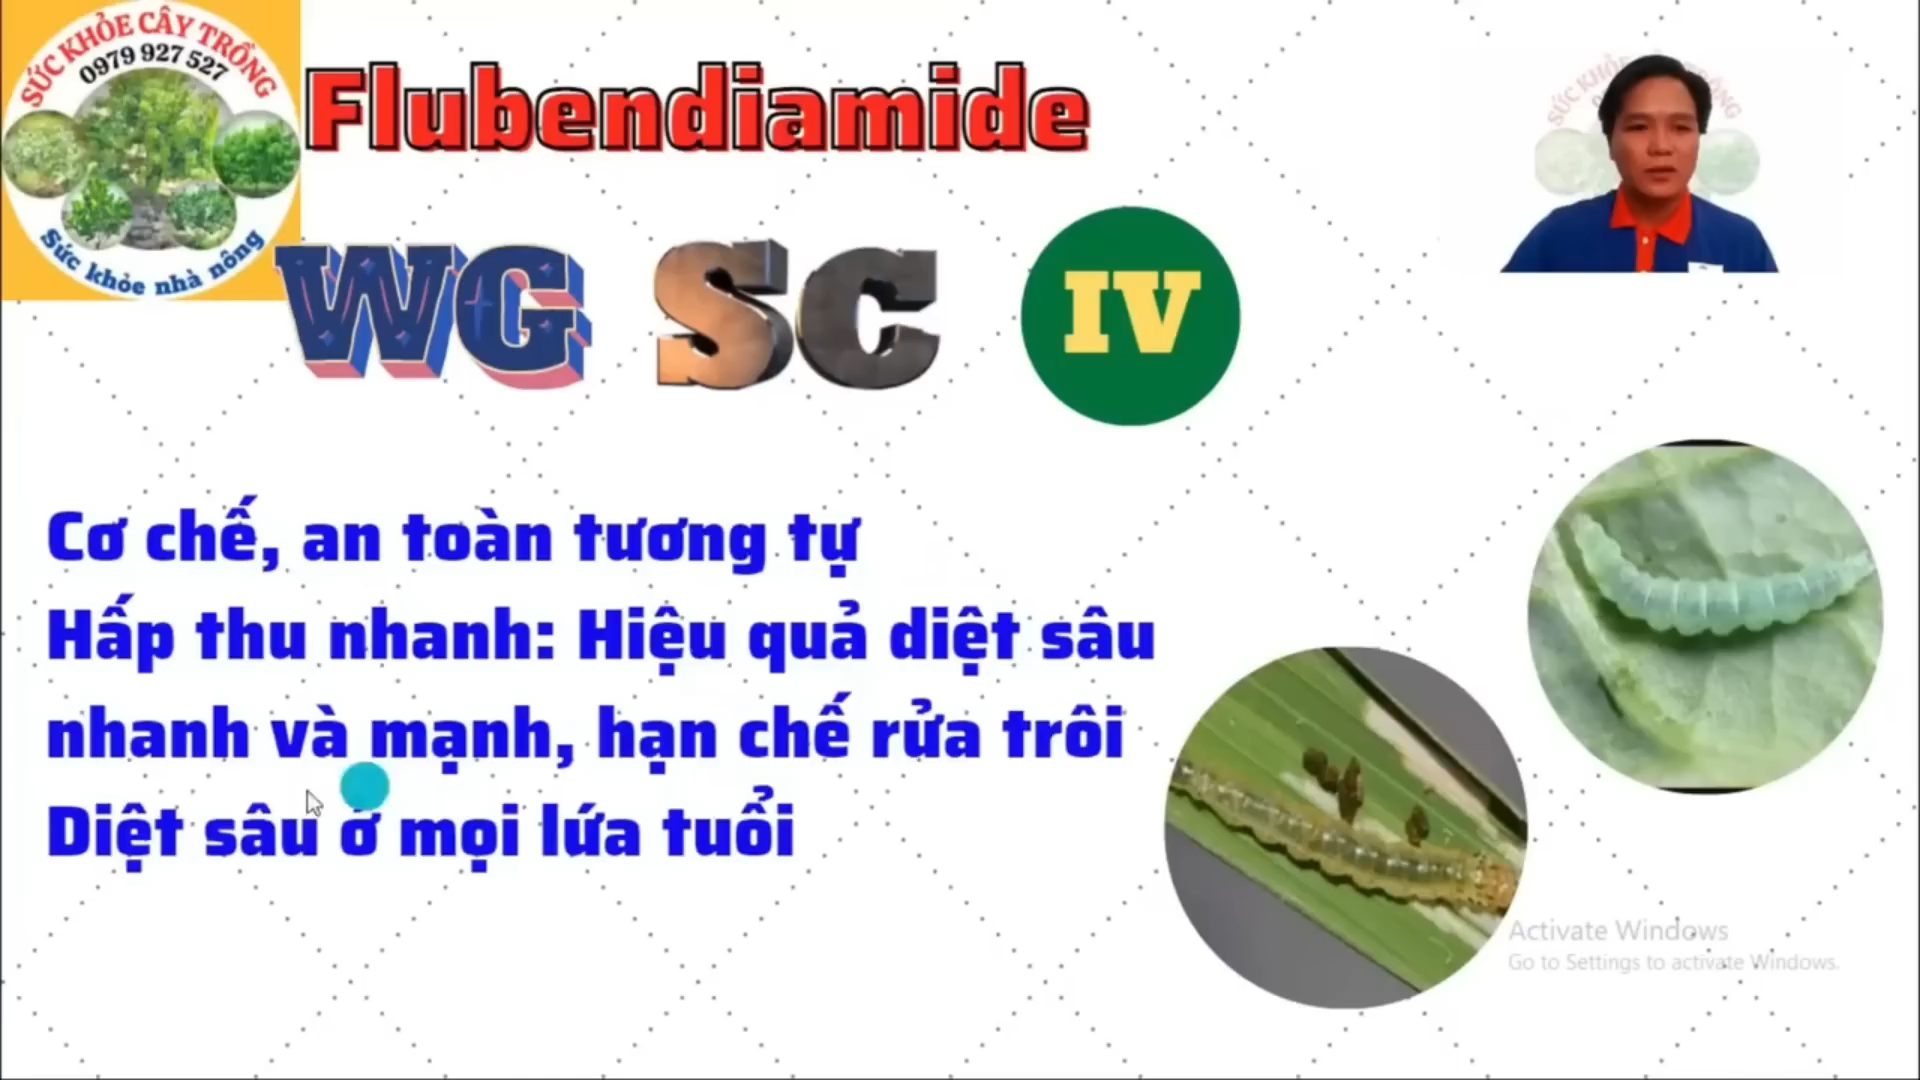 SỨC KHỎE CÂY TRỒNG
0979 927 527
Sức khỏe nhà nông
Flubendiamide
WG SC IV
Cơ chế, an toàn tương tự
Hấp thu nhanh: Hiệu quả diệt sâu
nhanh và mạnh, hạn chế rửa trôi
Diệt sâu ở mọi lứa tuổi
Activate Windows
Go to Settings to activate Windows.